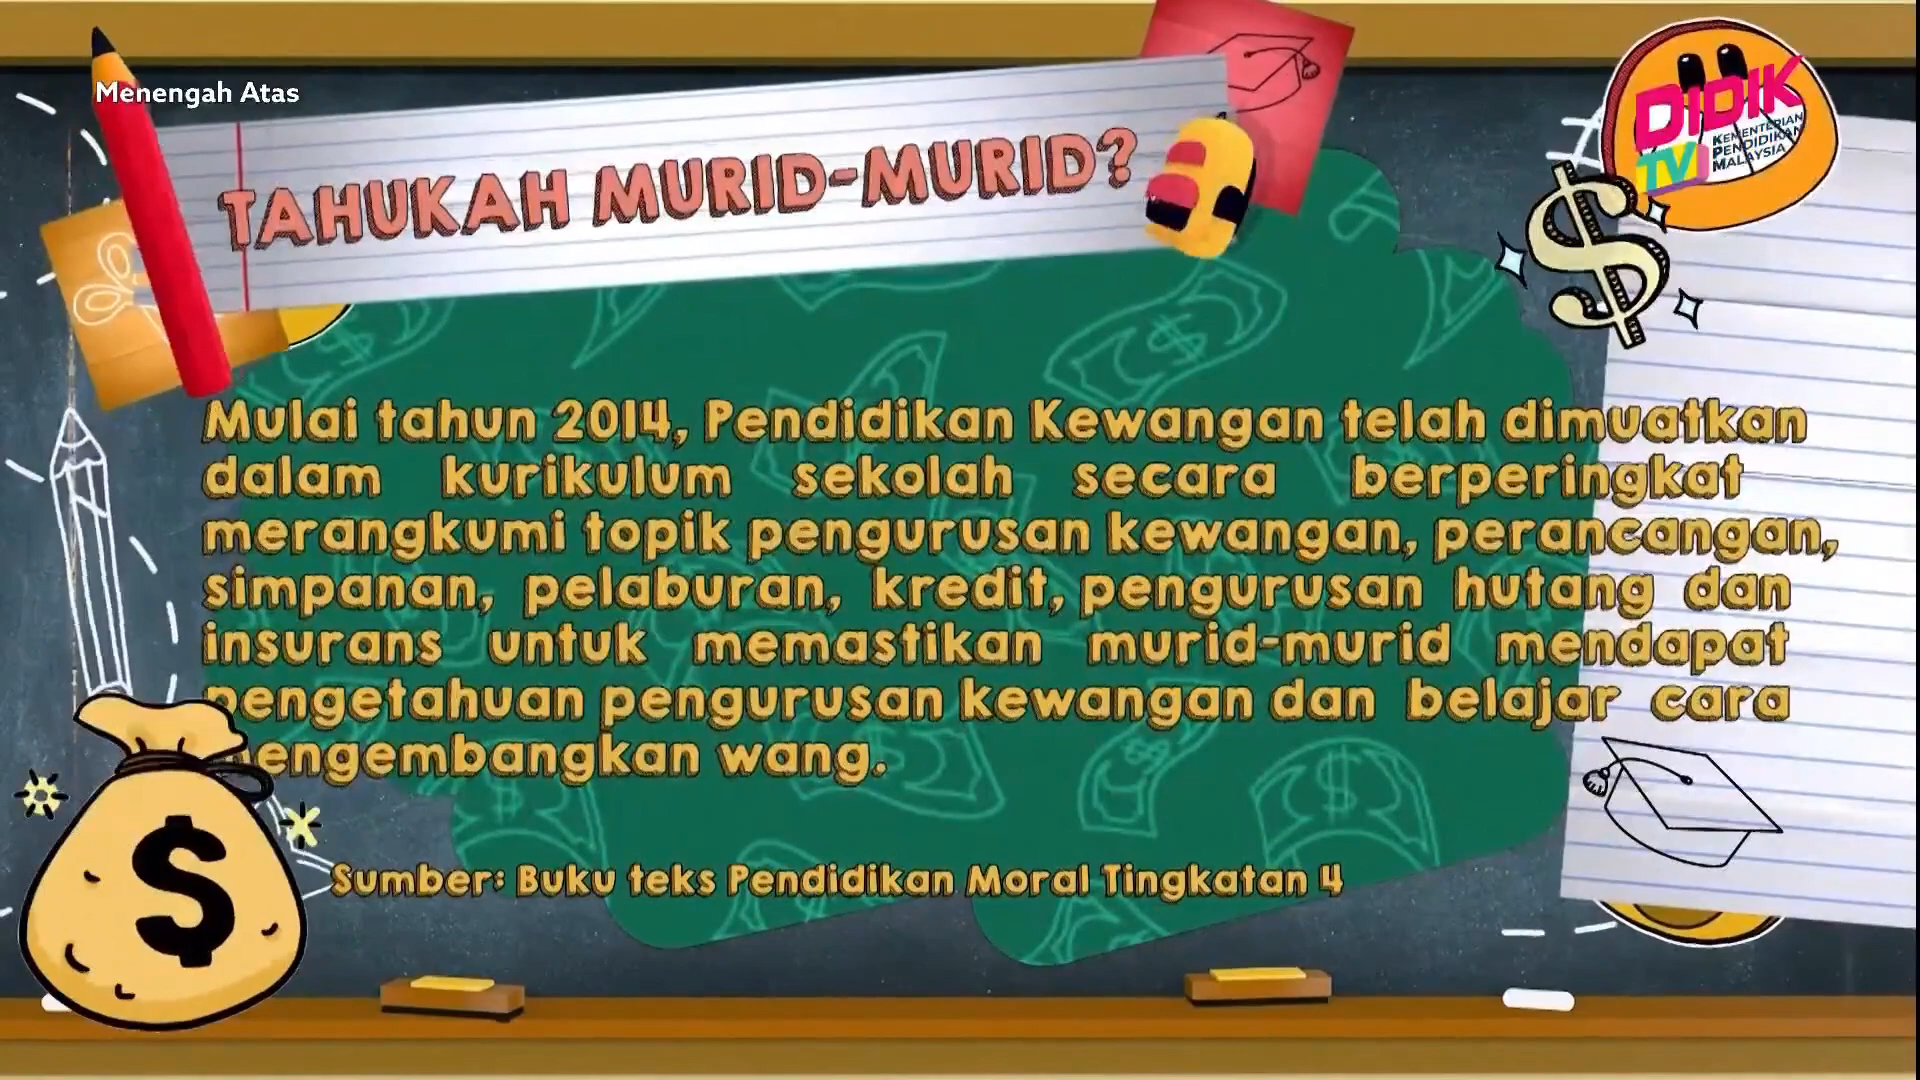 Menengah Atas
TAHUKAH MURID-MURID?
DIDIK
TV
KEMENTERIAN
PENDIDIKAN
MALAYSIA
Mulai tahun 2014, Pendidikan Kewangan telah dimuatkan
dalam kurikulum sekolah secara berperingkat
merangkumi topik pengurusan kewangan, perancangan,
simpanan, pelaburan, kredit, pengurusan hutang dan
insurans untuk memastikan murid-murid mendapat
pengetahuan pengurusan kewangan dan belajar cara
mengembangkan wang.
Sumber: Buku teks Pendidikan Moral Tingkatan 4